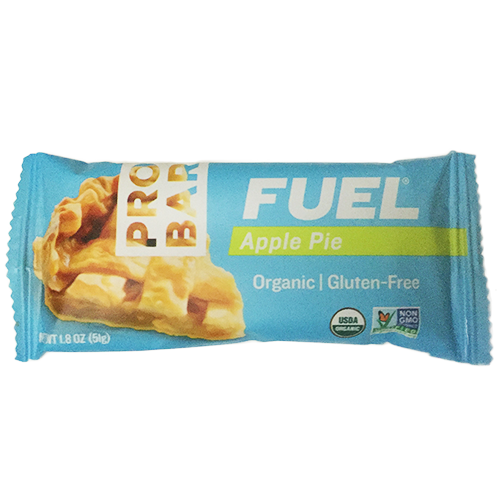 PRO
BAR
FUEL®
Apple Pie
Organic | Gluten-Free
USDA
ORGANIC
NON
GMO
WT 1.8 OZ (51g)